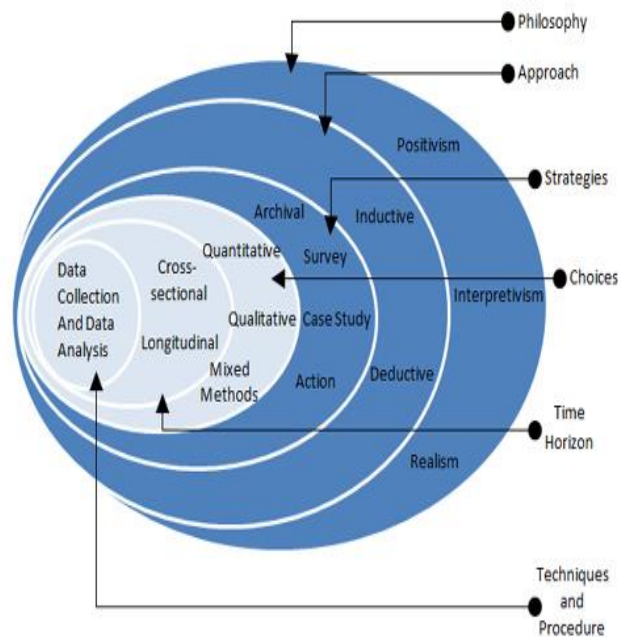 Philosophy
Approach
Positivism
Strategies
Archival
Inductive
Quantitative
Survey
Data
Collection
And Data
Analysis
Cross-
sectional
Choices
Interpretivism
Qualitative
Case Study
Longitudinal
Mixed
Methods
Action
Deductive
Time
Horizon
Realism
Techniques
and
Procedure